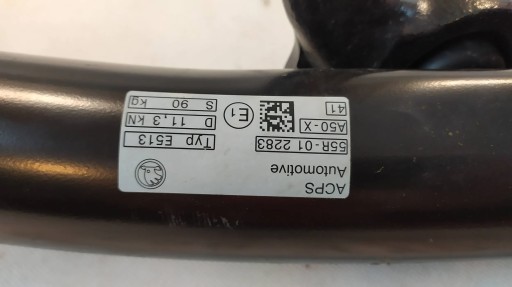 ACPS
Automotive
55R-01 2283
Typ E513
A50-X
D 11,3 kN
41
E1
S 90 kg